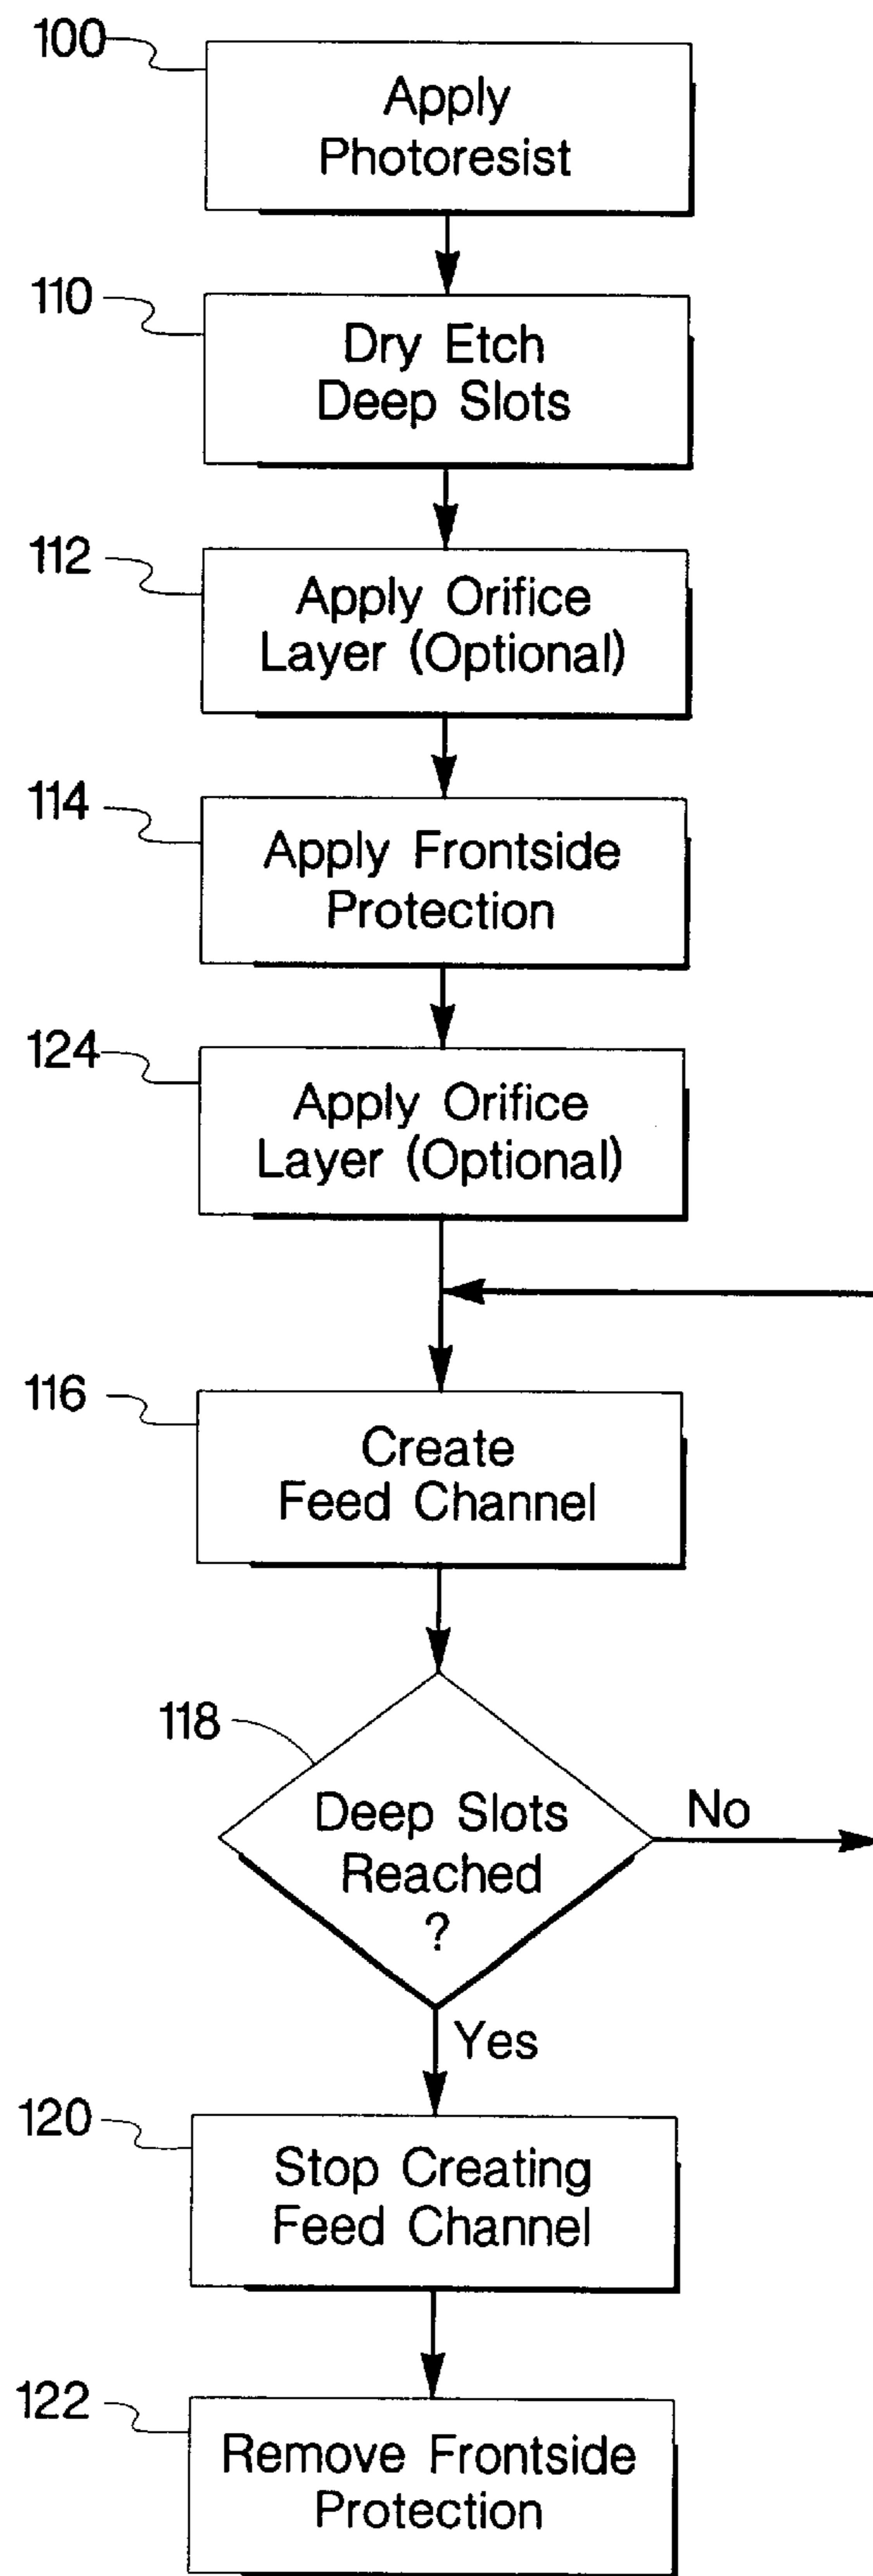 100
Apply
Photoresist
110
Dry Etch
Deep Slots
112
Apply Orifice
Layer (Optional)
114
Apply Frontside
Protection
124
Apply Orifice
Layer (Optional)
116
Create
Feed Channel
118
Deep Slots
Reached
?
No
Yes
120
Stop Creating
Feed Channel
122
Remove Frontside
Protection